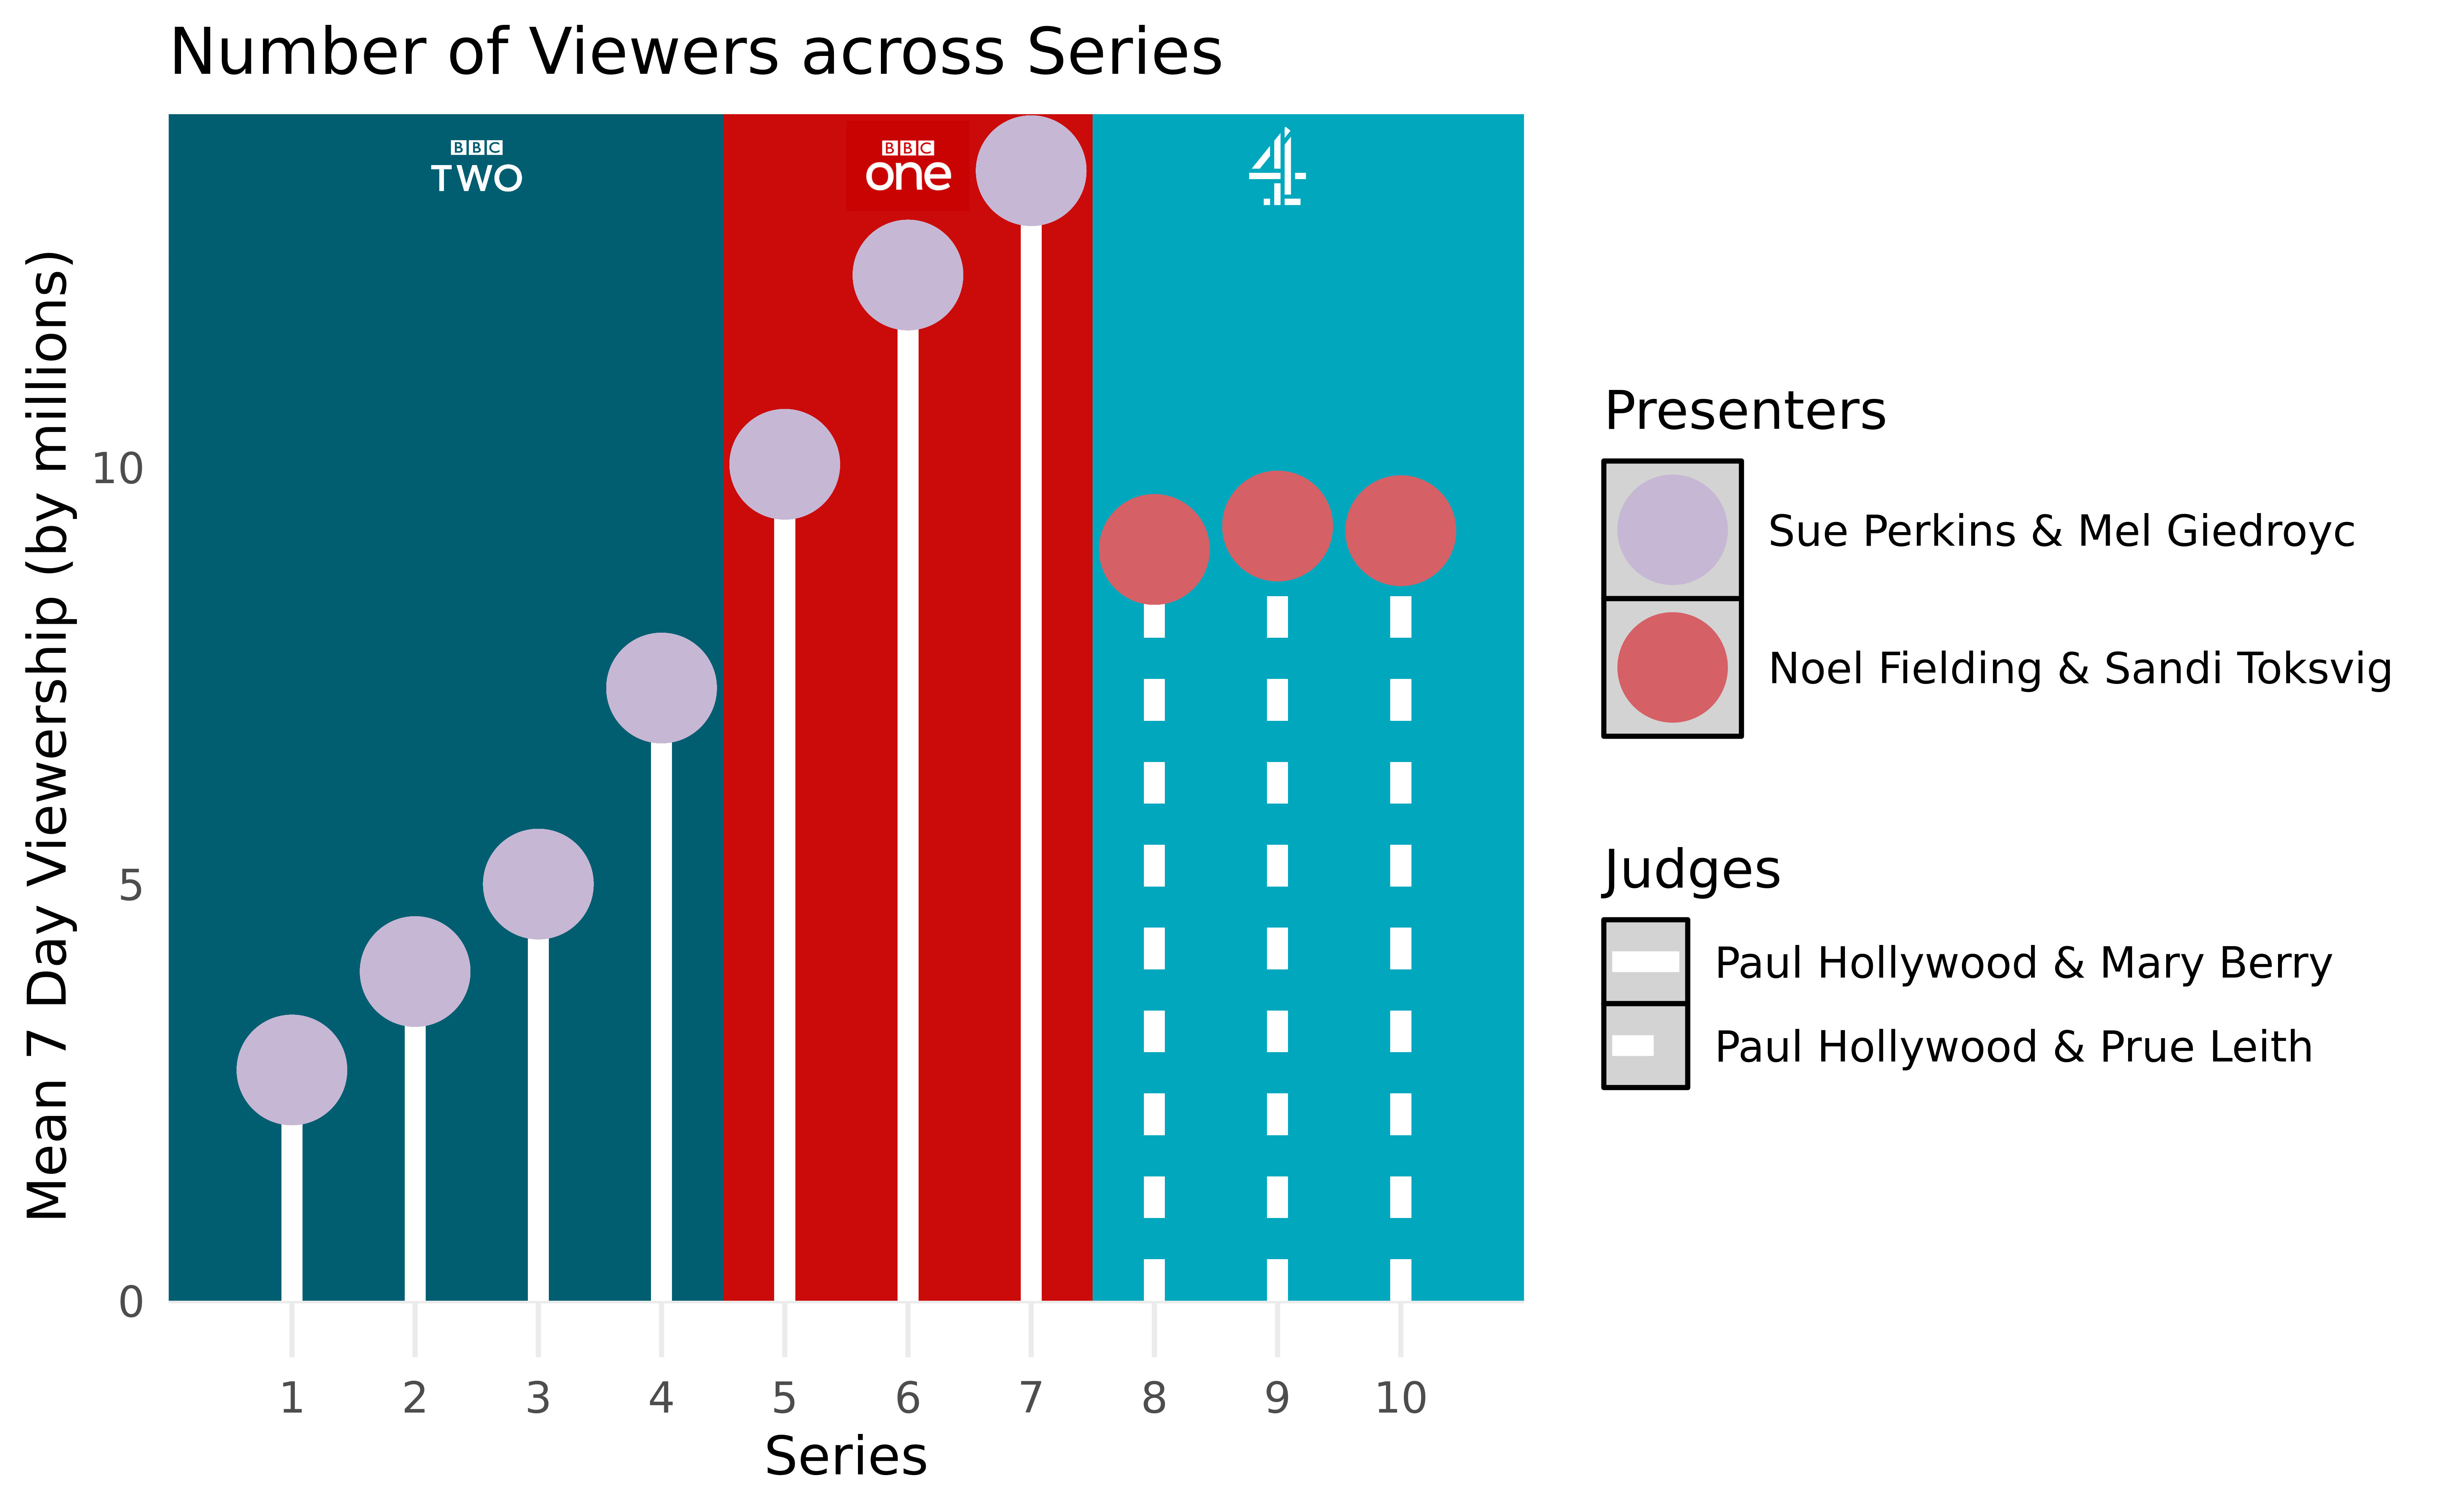 Number of Viewers across Series
BBC
TWO
BBC
one
4
Mean 7 Day Viewership (by millions)
10
5
0
1 2 3 4 5 6 7 8 9 10
Series
Presenters
Sue Perkins & Mel Giedroyc
Noel Fielding & Sandi Toksvig
Judges
Paul Hollywood & Mary Berry
Paul Hollywood & Prue Leith